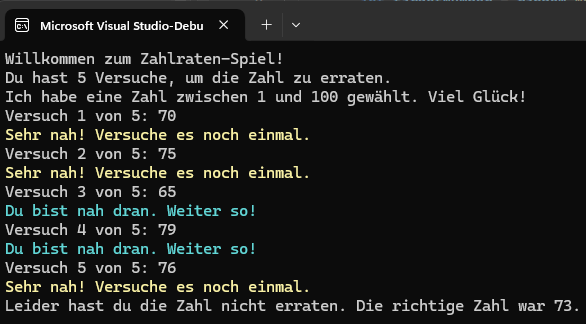 Microsoft Visual Studio-Debu
Willkommen zum Zahlraten-Spiel!
Du hast 5 Versuche, um die Zahl zu erraten.
Ich habe eine Zahl zwischen 1 und 100 gewählt. Viel Glück!
Versuch 1 von 5: 70
Sehr nah! Versuche es noch einmal.
Versuch 2 von 5: 75
Sehr nah! Versuche es noch einmal.
Versuch 3 von 5: 65
Du bist nah dran. Weiter so!
Versuch 4 von 5: 79
Du bist nah dran. Weiter so!
Versuch 5 von 5: 76
Sehr nah! Versuche es noch einmal.
Leider hast du die Zahl nicht erraten. Die richtige Zahl war 73.